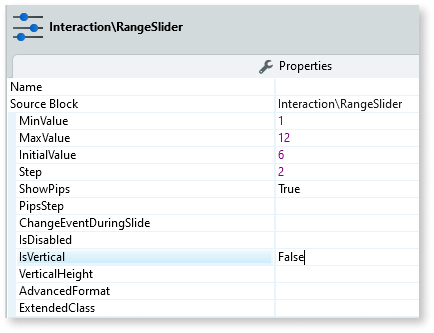 Interaction\RangeSlider
Properties
Name
Source Block Interaction\RangeSlider
MinValue 1
MaxValue 12
InitialValue 6
Step 2
ShowPips True
PipsStep
ChangeEventDuringSlide
IsDisabled
IsVertical False
VerticalHeight
AdvancedFormat
ExtendedClass